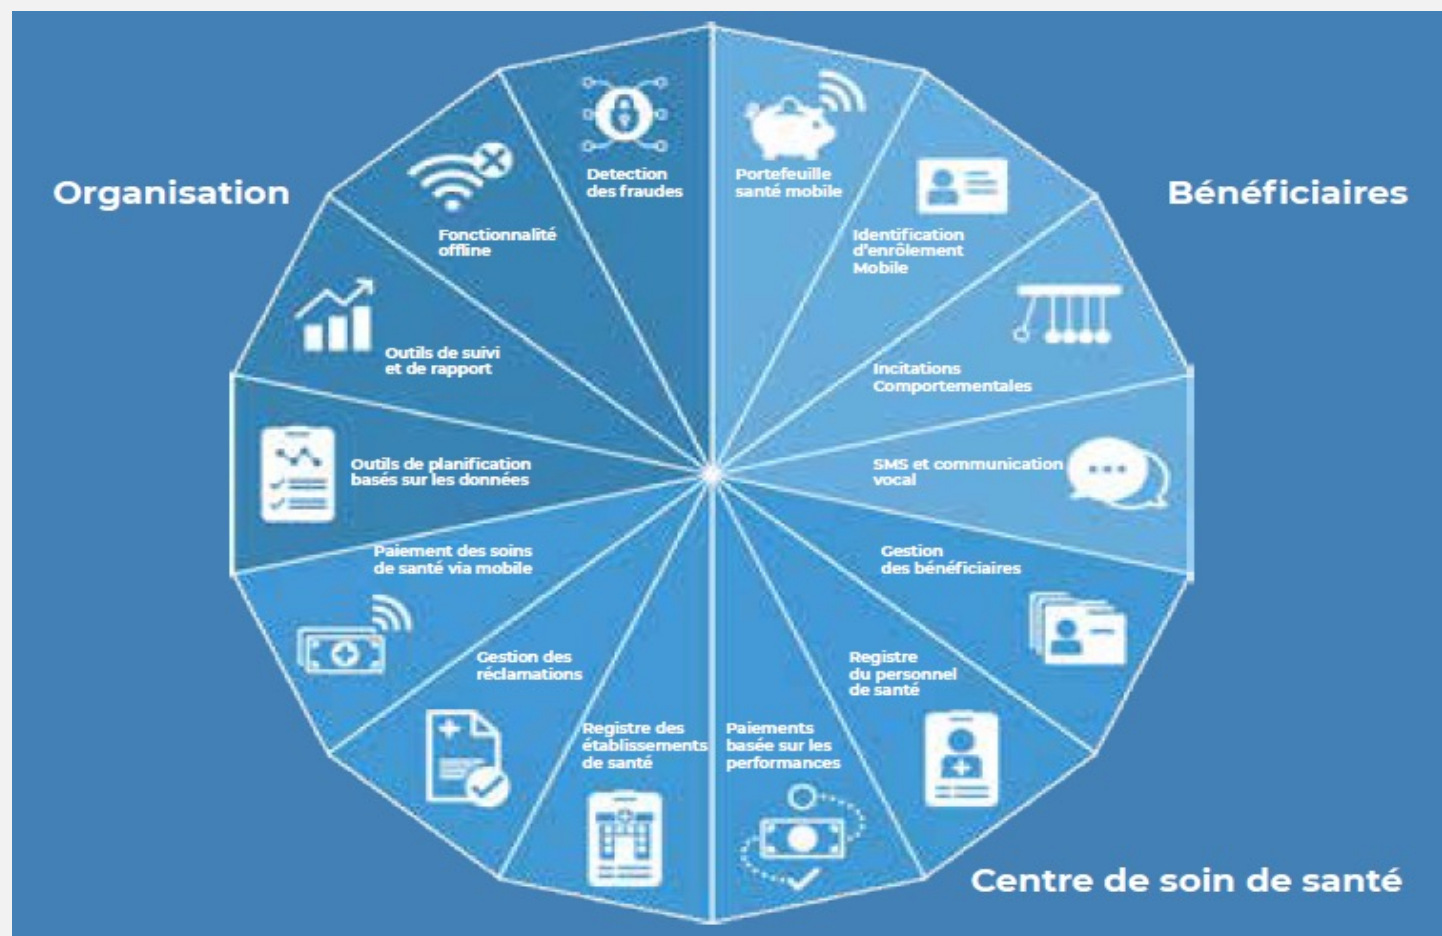 Organisation
Bénéficiaires
Centre de soin de santé
Detection
des fraudes
Portefeuille
santé mobile
Fonctionnalité
offline
Identification
d'enrôlement
Mobile
Outils de suivi
et de rapport
Incitations
Comportementales
Outils de planification
basés sur les données
SMS et communication
vocal
Paiement des soins
de santé via mobile
Gestion
des bénéficiaires
Gestion des
réclamations
Registre
du personnel
de santé
Registre des
établissements
de santé
Paiements
basée sur les
performances